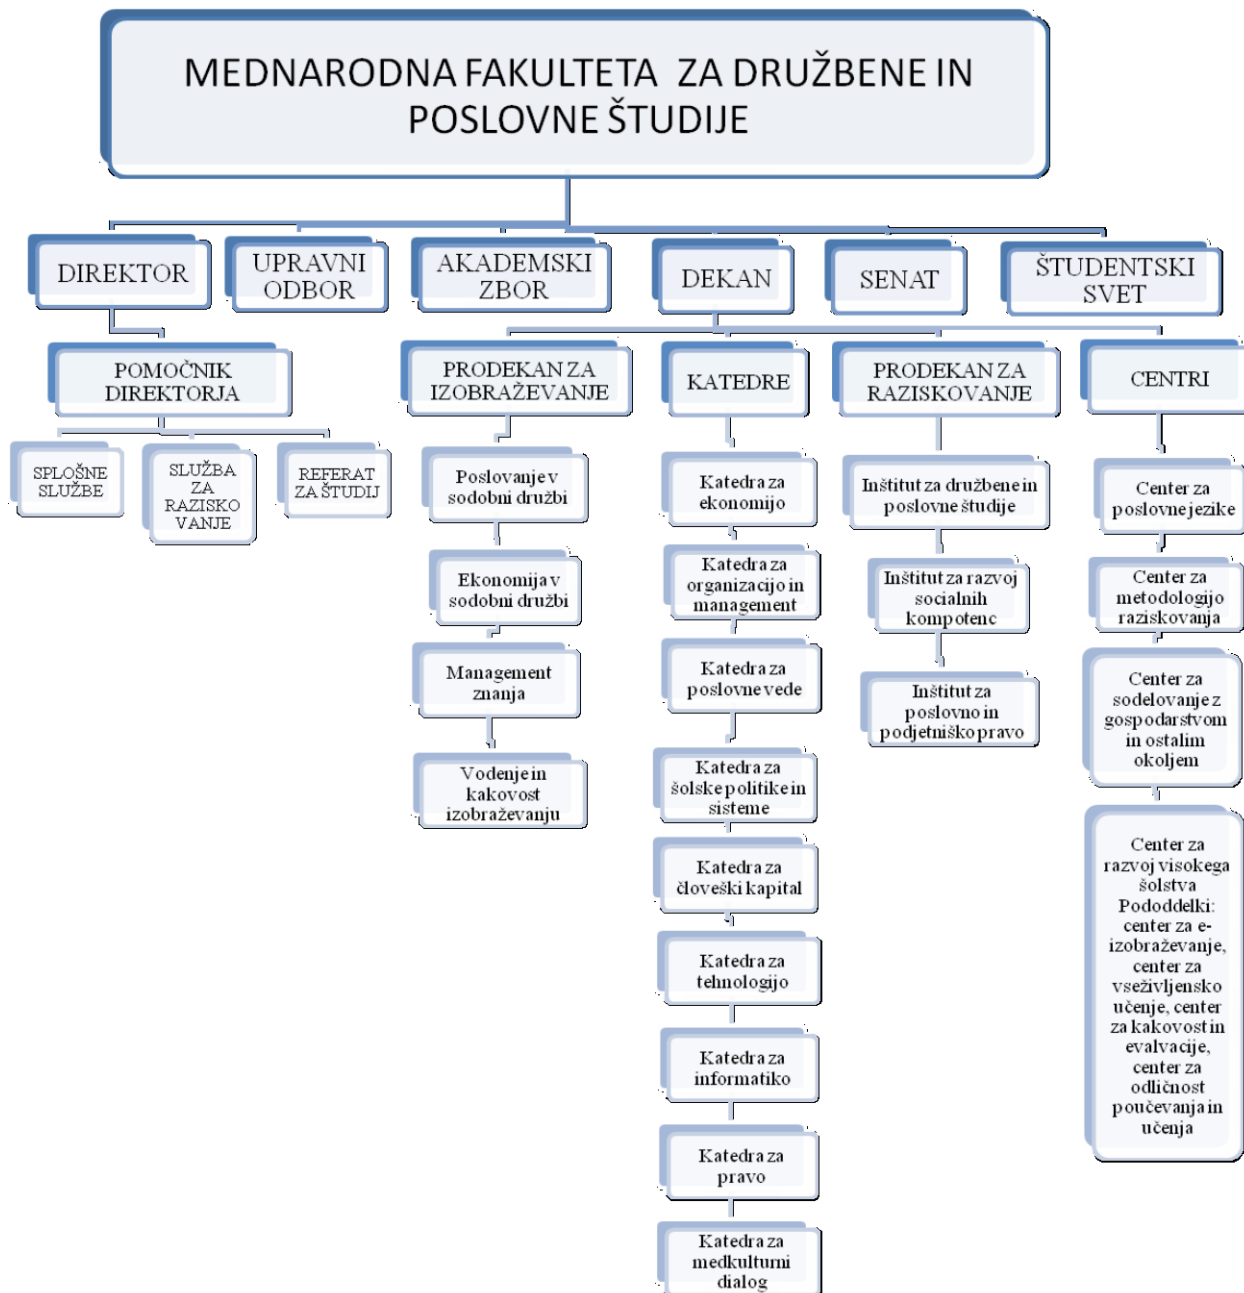 MEDNARODNA FAKULTETA ZA DRUŽBENE IN
POSLOVNE ŠTUDIJE
DIREKTOR
UPRAVNI
ODBOR
AKADEMSKI
ZBOR
DEKAN
SENAT
ŠTUDENTSKI
SVET
POMOČNIK
DIREKTORJA
SPLOŠNE
SLUŽBE
SLUŽBA
ZA
RAZISKO
VANJE
REFERAT
ZA ŠTUDIJ
PRODEKAN ZA
IZOBRAŽEVANJE
Poslovanje v
sodobni družbi
Ekonomija v
sodobni družbi
Management
znanja
Vodenje in
kakovost
izobraževanju
KATEDRE
Katedra za
ekonomijo
Katedra za
organizacijo in
management
Katedra za
poslovne vede
Katedra za
šolske politike in
sisteme
Katedra za
človeški kapital
Katedra za
tehnologijo
Katedra za
informatiko
Katedra za
pravo
Katedra za
medkulturni
dialog
PRODEKAN ZA
RAZISKOVANJE
Inštitut za družbene in
poslovne študije
Inštitut za razvoj
socialnih
kompetenc
Inštitut za
poslovno in
podjetniško pravo
CENTRI
Center za
poslovne jezike
Center za
metodologijo
raziskovanja
Center za
sodelovanje z
gospodarstvom
in ostalim
okoljem
Center za
razvoj visokega
šolstva
Pododdelki:
center za e-
izobraževanje,
center za
vseživljensko
učenje, center
za kakovost in
evalvacije,
center za
odličnost
poučevanja in
učenja